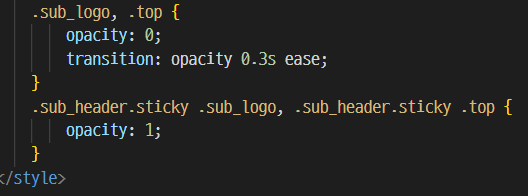 .sub_logo, .top {
opacity: 0;
transition: opacity 0.3s ease;
}
.sub_header.sticky .sub_logo, .sub_header.sticky .top {
opacity: 1;
}
</style>